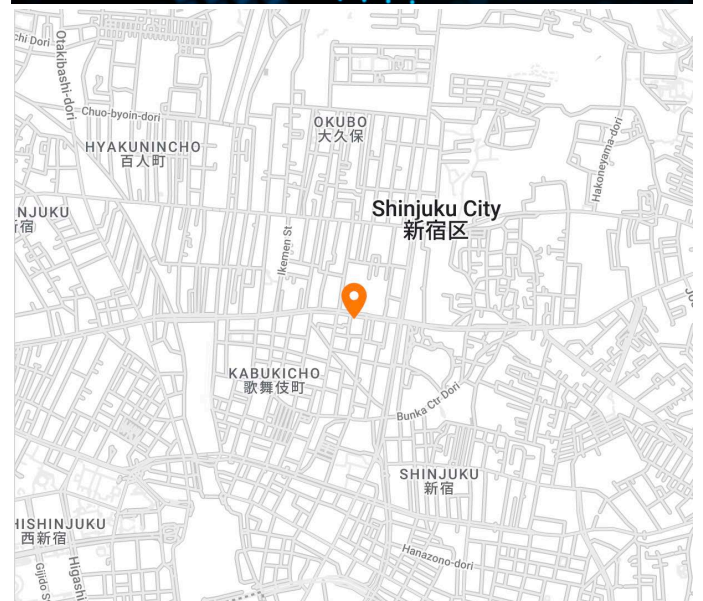 chi Dori
Otakibashi-dori
Chuo-byoin-dori
OKUBO
大久保
HYAKUNINCHO
百人町
Hakoneyama-dori
NJUKU
宿
Shinjuku City
新宿区
Ikemen St
KABUKICHO
歌舞伎町
Bunka Ctr Dori
SHINJUKU
新宿
HISHINJUKU
西新宿
Hanazono-dori
Gijido S
Higashi